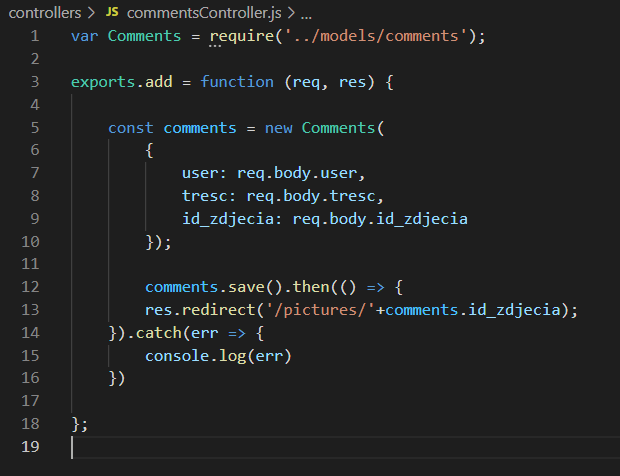 controllers > JS commentsController.js > ...
1 var Comments = require('../models/comments');
2
3 exports.add = function (req, res) {
4
5     const comments = new Comments(
6         {
7             user: req.body.user,
8             tresc: req.body.tresc,
9             id_zdjecia: req.body.id_zdjecia
10         });
11
12         comments.save().then(() => {
13         res.redirect('/pictures/'+comments.id_zdjecia);
14     }).catch(err => {
15         console.log(err)
16     })
17
18 };
19